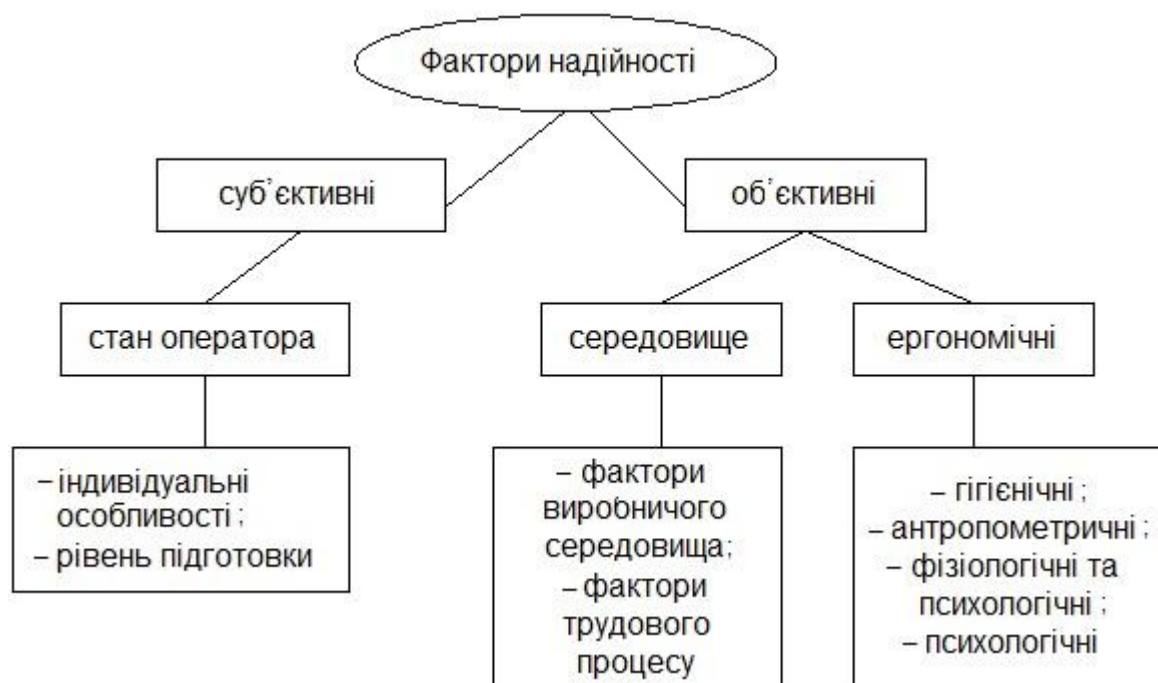 Фактори надійності
суб’єктивні
об’єктивні
стан оператора
середовище
ергономічні
– індивідуальні
особливості;
– рівень підготовки
– фактори
виробничого
середовища;
– фактори
трудового
процесу
– гігієнічні;
– антропометричні;
– фізіологічні та
психологічні;
– психологічні